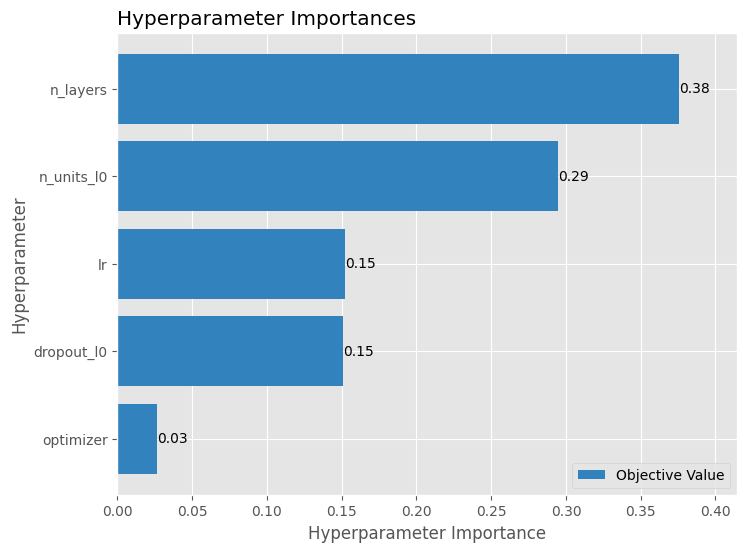 Hyperparameter Importances
n_layers
0.38
n_units_l0
0.29
lr
0.15
dropout_l0
0.15
optimizer
0.03
Hyperparameter
Objective Value
0.00 0.05 0.10 0.15 0.20 0.25 0.30 0.35 0.40
Hyperparameter Importance